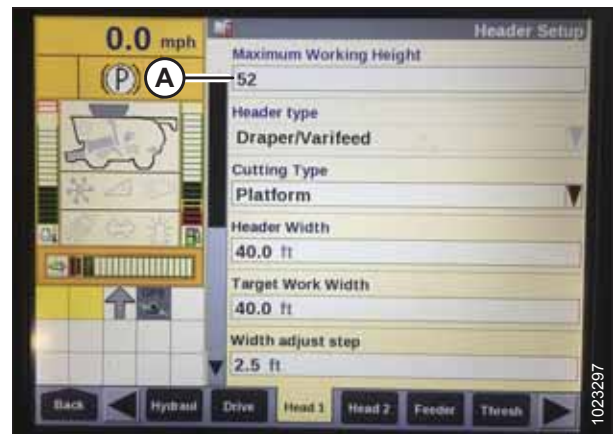 0.0 mph
Header Setup
(P)
A
Maximum Working Height
52
Header type
Draper/Varifeed
Cutting Type
Platform
Header Width
40.0 ft
Target Work Width
40.0 ft
Width adjust step
2.5 ft
Back
Hydraul
Drive
Head 1
Head 2
Feeder
Thresh
1023297